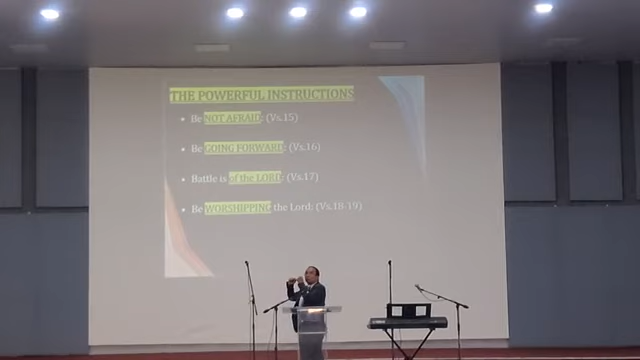 THE POWERFUL INSTRUCTIONS
• Be NOT AFRAID: (Vs.15)
• Be GOING FORWARD: (Vs.16)
• Battle is of the LORD: (Vs.17)
• Be WORSHIPPING the Lord: (Vs.18-19)